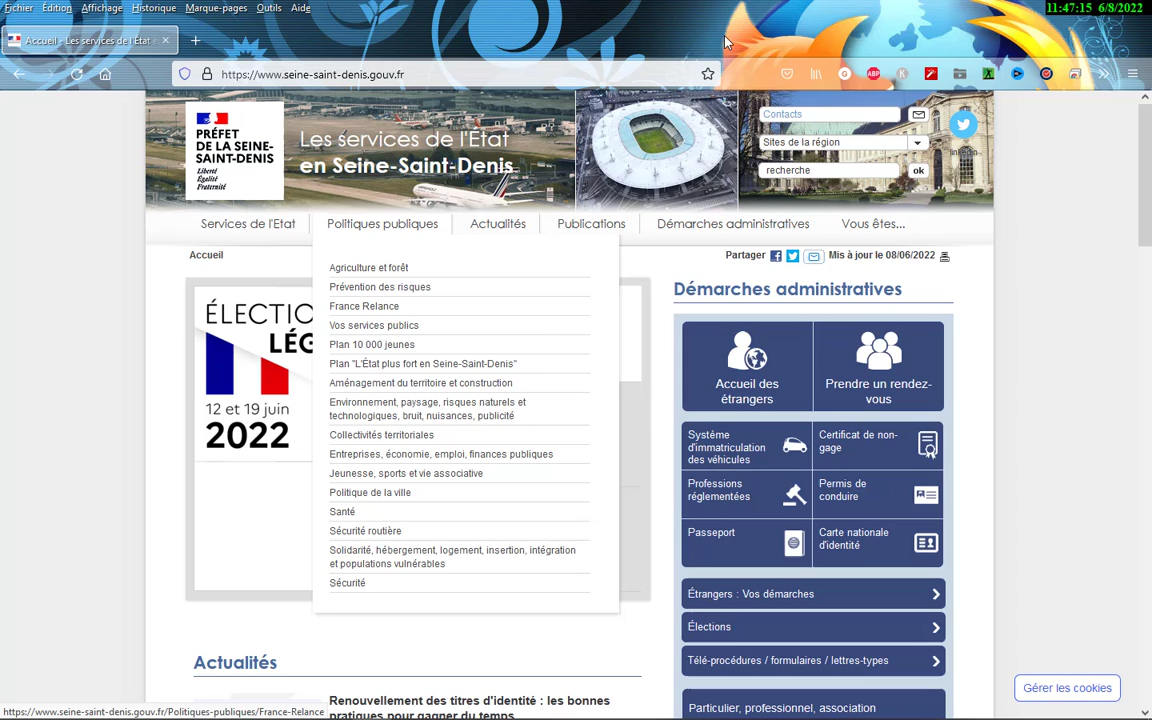 Fichier Édition Affichage Historique Marque-pages Outils Aide
11:47:15 6/8/2022
Accueil - Les services de l'État e
https://www.seine-saint-denis.gouv.fr
ABP
PRÉFET
DE LA SEINE-
SAINT-DENIS
Liberté
Égalité
Fraternité
Les services de l'État
en Seine-Saint-Denis
Contacts
Sites de la région
recherche
ok
linkedin
Services de l'Etat
Politiques publiques
Actualités
Publications
Démarches administratives
Vous êtes...
Accueil
Partager
Mis à jour le 08/06/2022
ÉLECTIO
LÉG
12 et 19 juin
2022
Agriculture et forêt
Prévention des risques
France Relance
Vos services publics
Plan 10 000 jeunes
Plan "L'État plus fort en Seine-Saint-Denis"
Aménagement du territoire et construction
Environnement, paysage, risques naturels et
technologiques, bruit, nuisances, publicité
Collectivités territoriales
Entreprises, économie, emploi, finances publiques
Jeunesse, sports et vie associative
Politique de la ville
Santé
Sécurité routière
Solidarité, hébergement, logement, insertion, intégration
et populations vulnérables
Sécurité
Démarches administratives
Accueil des
étrangers
Prendre un rendez-
vous
Système
d'immatriculation
des véhicules
Certificat de non-
gage
Professions
réglementées
Permis de
conduire
Passeport
Carte nationale
d'identité
Étrangers : Vos démarches
Élections
Télé-procédures / formulaires / lettres-types
Particulier, professionnel, association
Actualités
Renouvellement des titres d'identité : les bonnes
pratiques pour gagner du temps
Gérer les cookies
https://www.seine-saint-denis.gouv.fr/Politiques-publiques/France-Relance